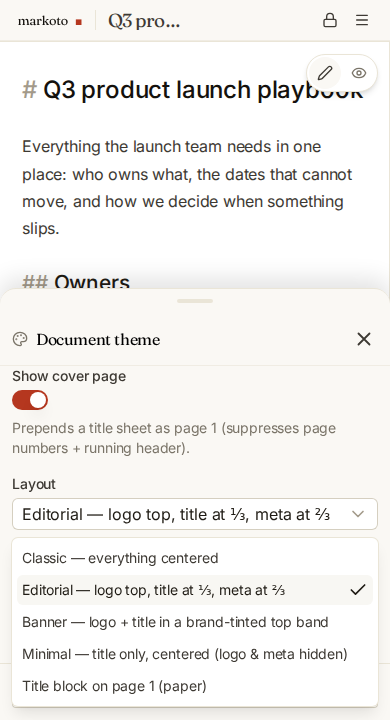 markoto
Q3 pro...
# Q3 product launch playbook
Everything the launch team needs in one
place: who owns what, the dates that cannot
move, and how we decide when something
slips.
## Owners
Document theme
Show cover page
Prepends a title sheet as page 1 (suppresses page
numbers + running header).
Layout
Editorial — logo top, title at ⅓, meta at ⅔
Classic — everything centered
Editorial — logo top, title at ⅓, meta at ⅔
Banner — logo + title in a brand-tinted top band
Minimal — title only, centered (logo & meta hidden)
Title block on page 1 (paper)